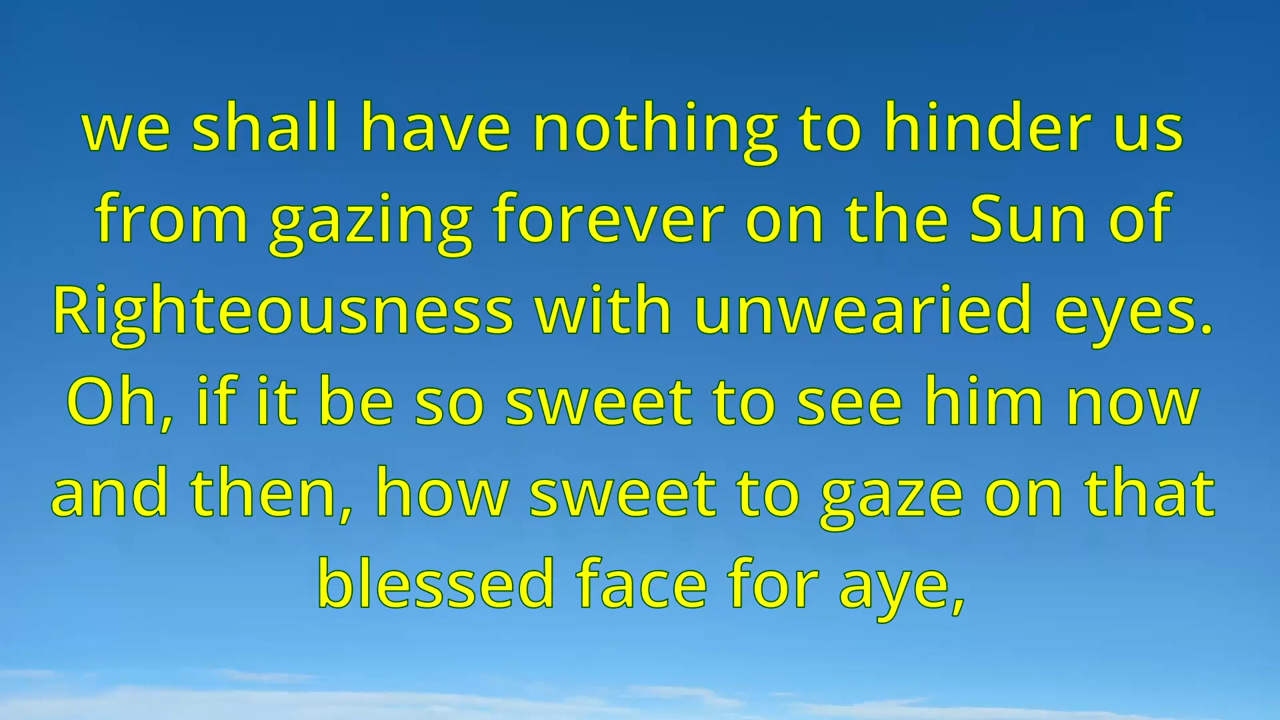 we shall have nothing to hinder us
from gazing forever on the Sun of
Righteousness with unwearied eyes.
Oh, if it be so sweet to see him now
and then, how sweet to gaze on that
blessed face for aye,